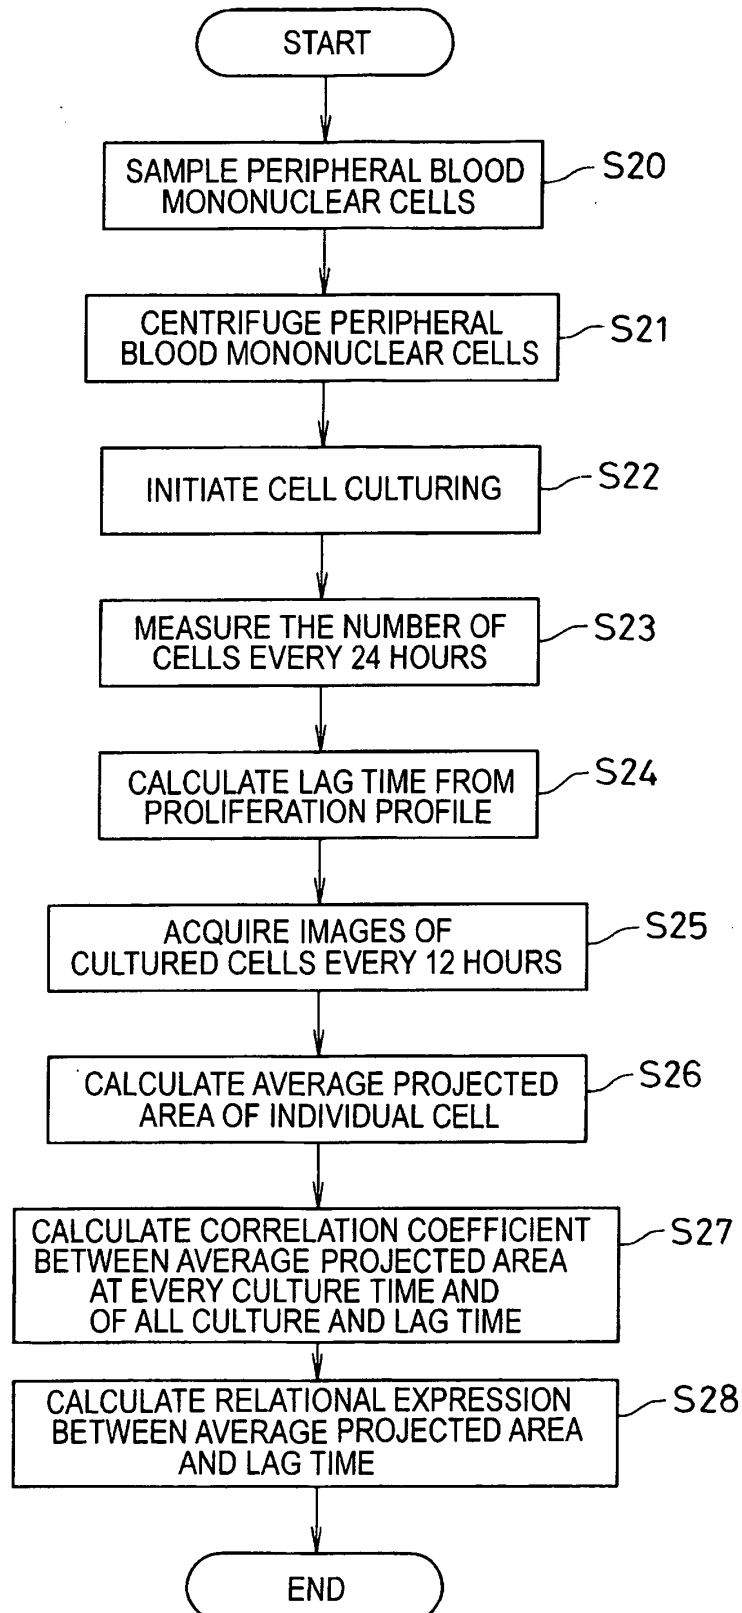 START
SAMPLE PERIPHERAL BLOOD
MONONUCLEAR CELLS
S20
CENTRIFUGE PERIPHERAL
BLOOD MONONUCLEAR CELLS
S21
INITIATE CELL CULTURING
S22
MEASURE THE NUMBER OF
CELLS EVERY 24 HOURS
S23
CALCULATE LAG TIME FROM
PROLIFERATION PROFILE
S24
ACQUIRE IMAGES OF
CULTURED CELLS EVERY 12 HOURS
S25
CALCULATE AVERAGE PROJECTED
AREA OF INDIVIDUAL CELL
S26
CALCULATE CORRELATION COEFFICIENT
BETWEEN AVERAGE PROJECTED AREA
AT EVERY CULTURE TIME AND
OF ALL CULTURE AND LAG TIME
S27
CALCULATE RELATIONAL EXPRESSION
BETWEEN AVERAGE PROJECTED AREA
AND LAG TIME
S28
END